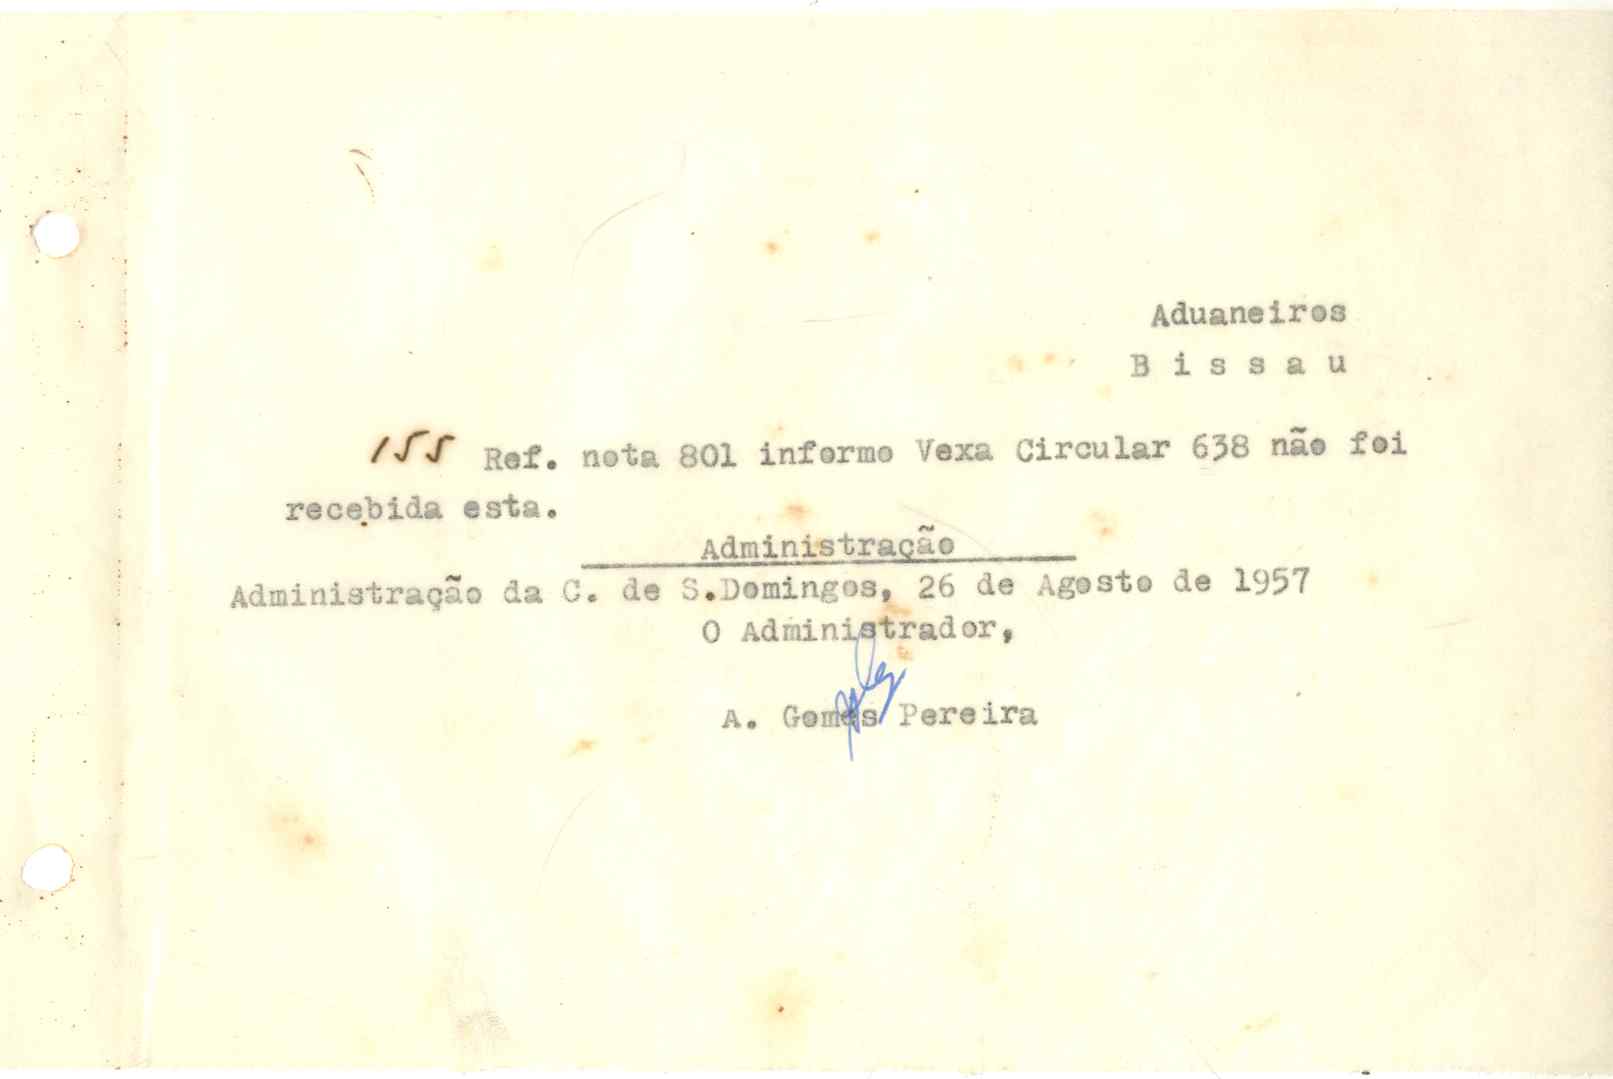 Aduaneiros
B i s s a u
155 Ref. nota 801 informo Vexa Circular 638 não foi
recebida esta.
Administração
Administração da C. de S.Domingos, 26 de Agosto de 1957
O Administrador,
A. Gomes Pereira